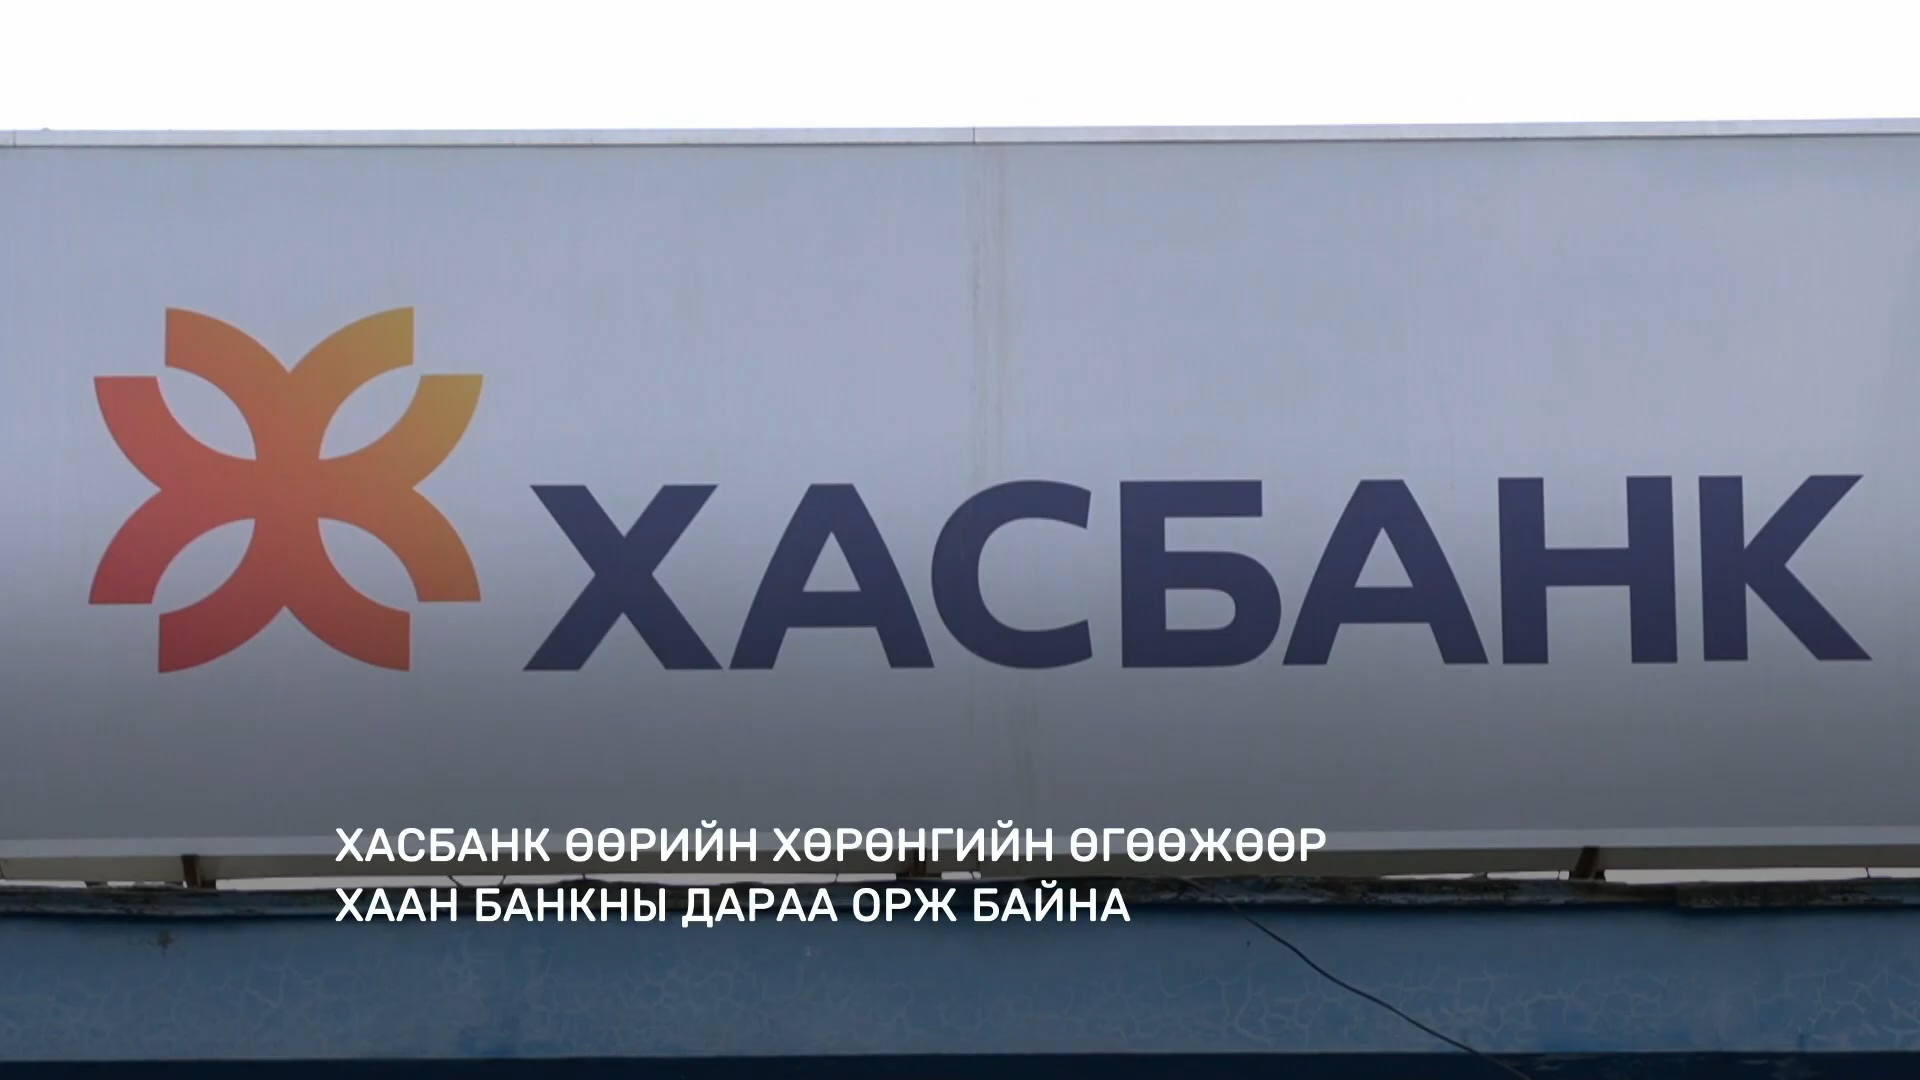 ХАСБАНК
ХАСБАНК ӨӨРИЙН ХӨРӨНГИЙН ӨГӨӨЖӨӨР
ХААН БАНКНЫ ДАРАА ОРЖ БАЙНА